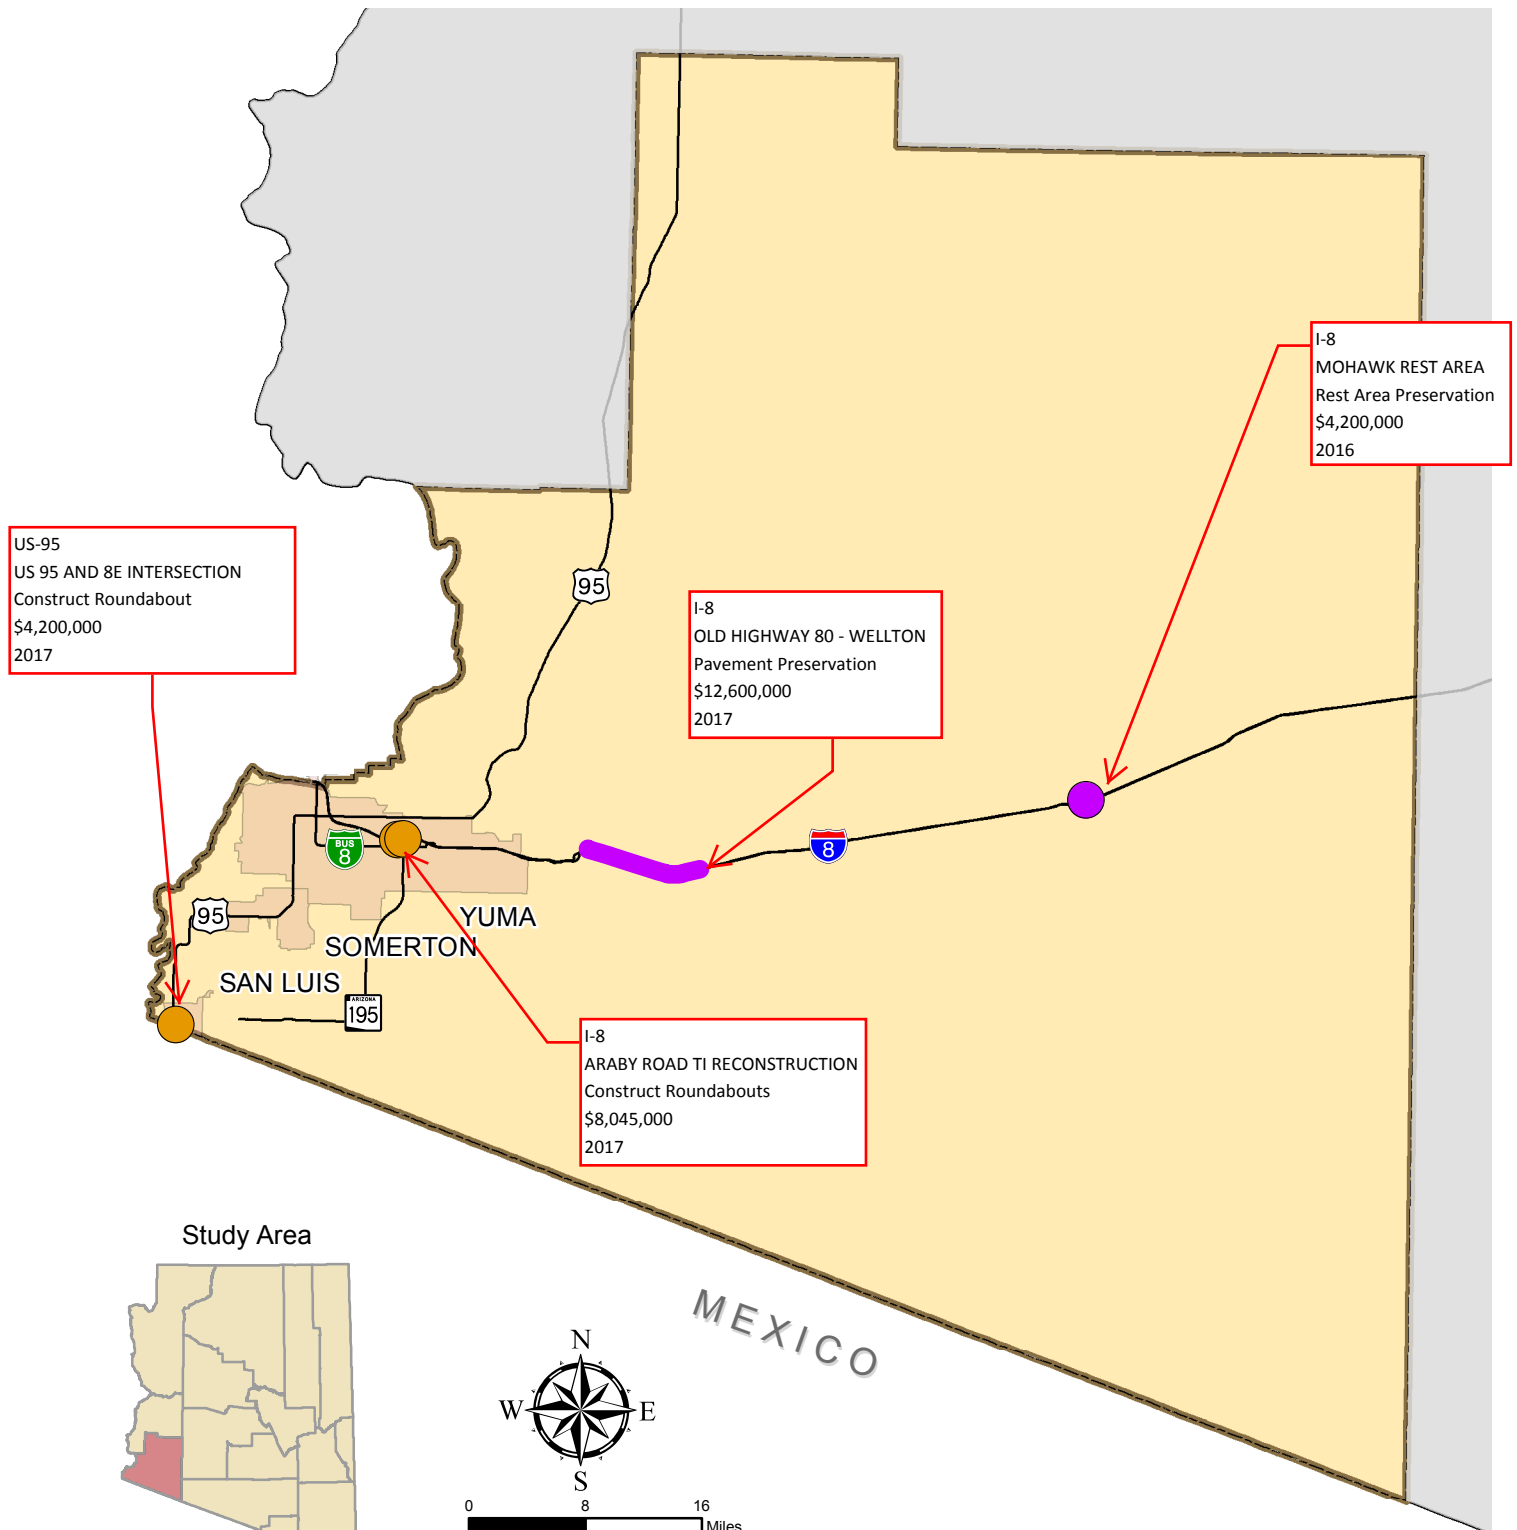 I-8
MOHAWK REST AREA
Rest Area Preservation
$4,200,000
2016
US-95
US 95 AND 8E INTERSECTION
Construct Roundabout
$4,200,000
2017
95
I-8
OLD HIGHWAY 80 - WELLTON
Pavement Preservation
$12,600,000
2017
BUS
8
8
95
YUMA
SOMERTON
SAN LUIS
ARIZONA
195
I-8
ARABY ROAD TI RECONSTRUCTION
Construct Roundabouts
$8,045,000
2017
Study Area
MEXICO
N
W
E
S
0 8 16
Miles